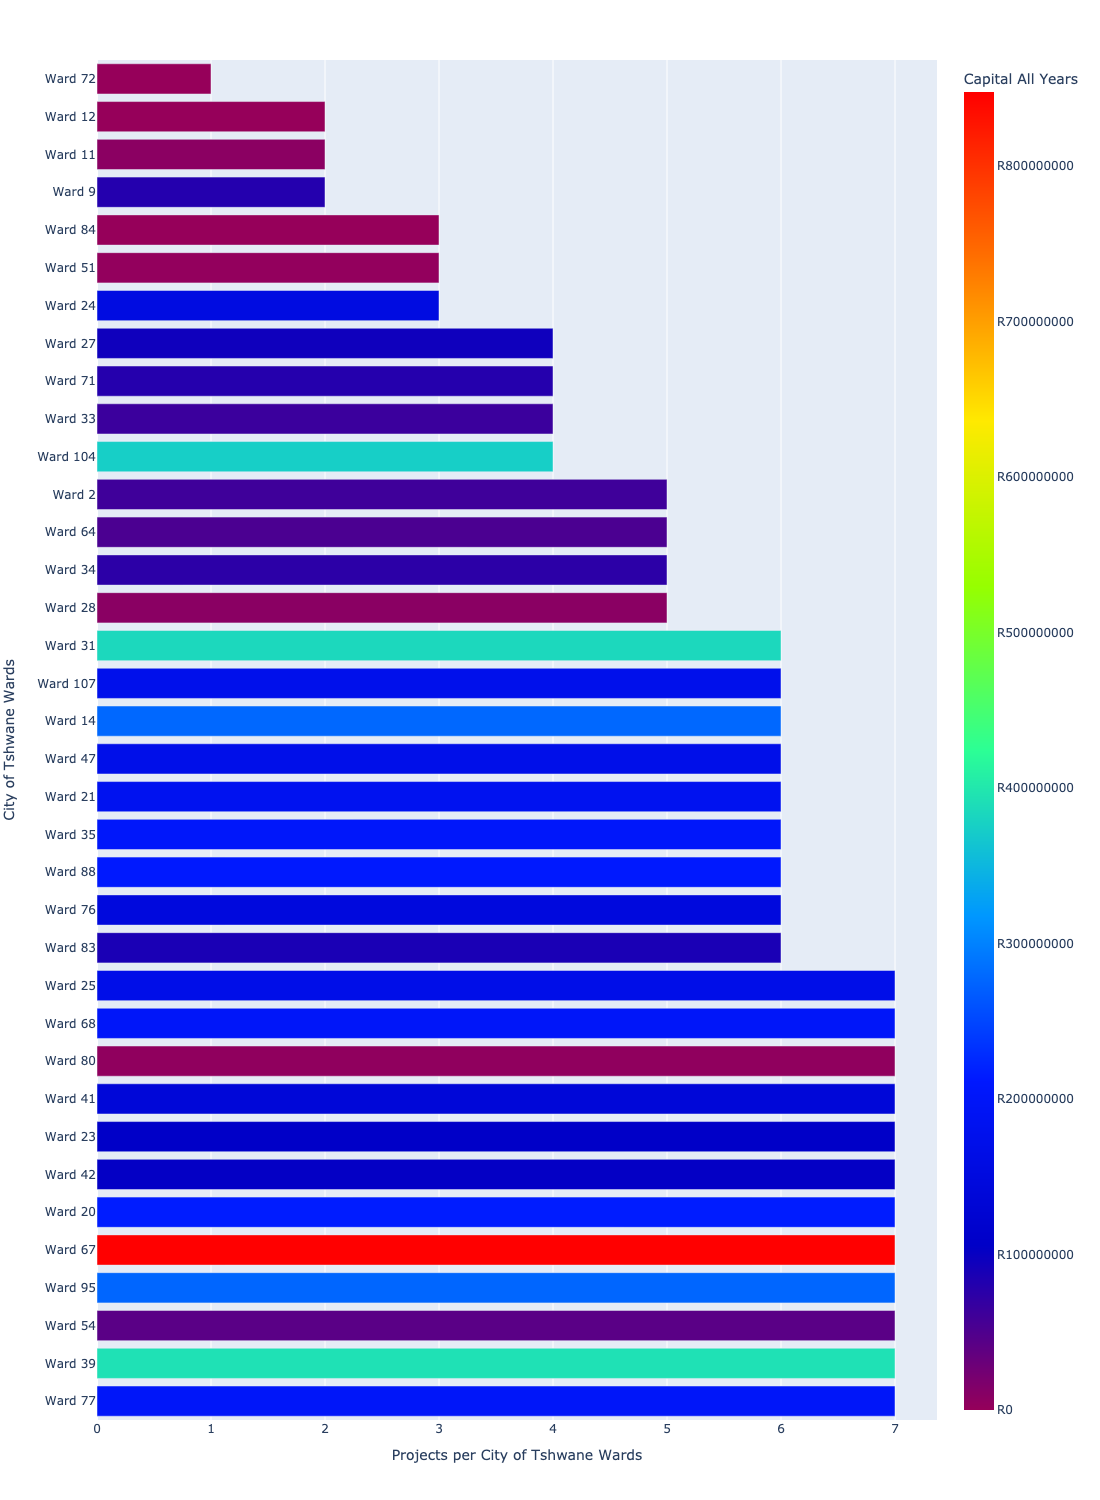 Capital All Years
Ward 72
Ward 12
Ward 11
Ward 9
Ward 84
Ward 51
Ward 24
Ward 27
Ward 71
Ward 33
Ward 104
Ward 2
Ward 64
Ward 34
Ward 28
Ward 31
Ward 107
Ward 14
Ward 47
Ward 21
Ward 35
Ward 88
Ward 76
Ward 83
Ward 25
Ward 68
Ward 80
Ward 41
Ward 23
Ward 42
Ward 20
Ward 67
Ward 95
Ward 54
Ward 39
Ward 77
City of Tshwane Wards
0 1 2 3 4 5 6 7
Projects per City of Tshwane Wards
R800000000
R700000000
R600000000
R500000000
R400000000
R300000000
R200000000
R100000000
R0